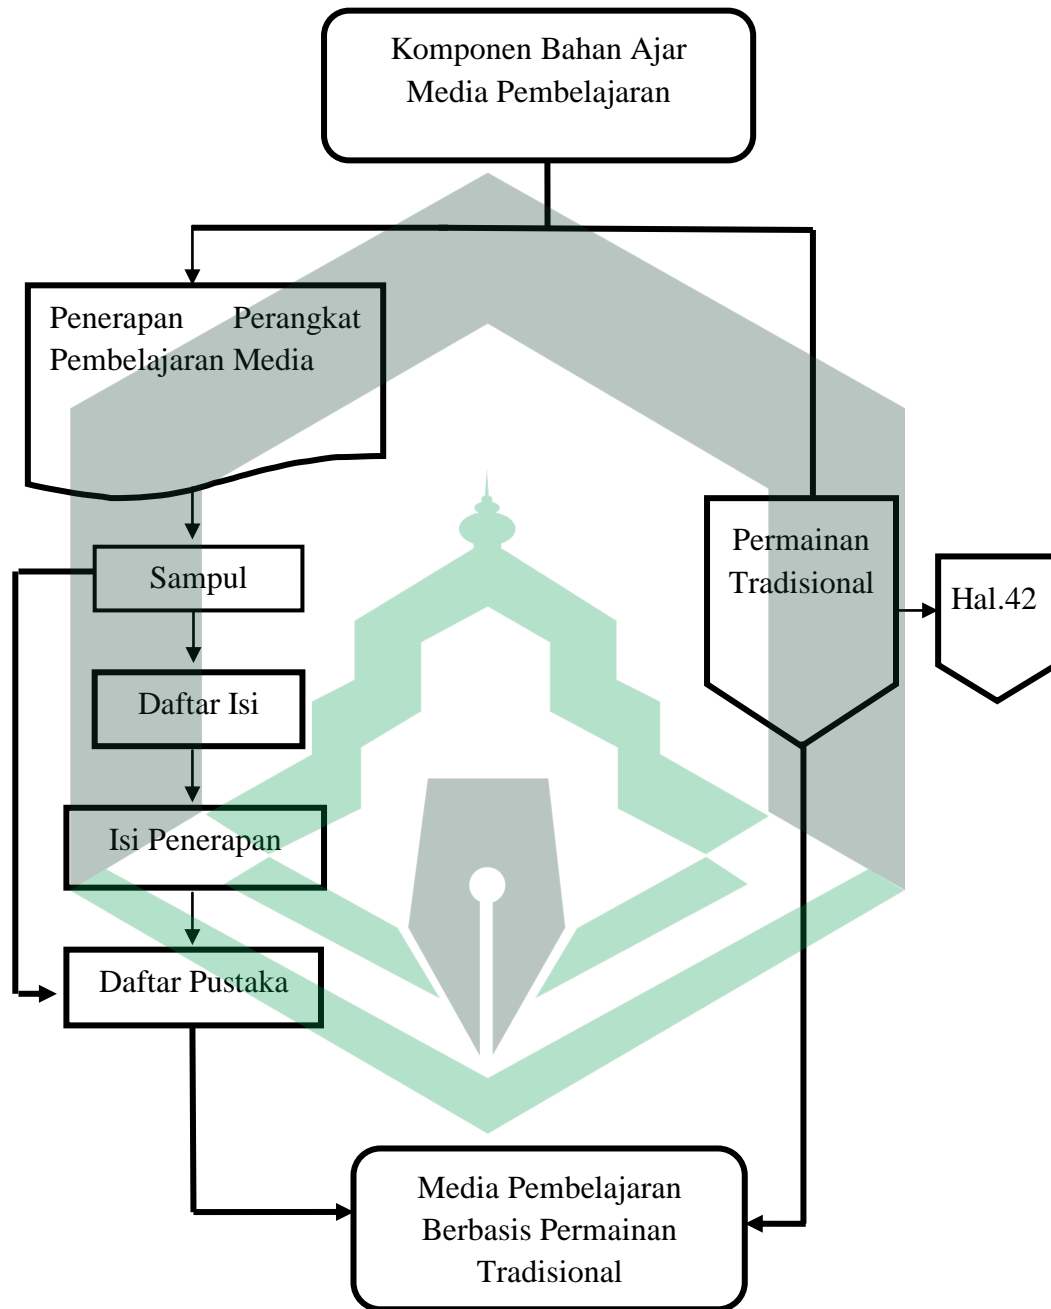 Komponen Bahan Ajar
Media Pembelajaran
Penerapan Perangkat
Pembelajaran Media
Sampul
Daftar Isi
Isi Penerapan
Daftar Pustaka
Permainan
Tradisional
Hal.42
Media Pembelajaran
Berbasis Permainan
Tradisional